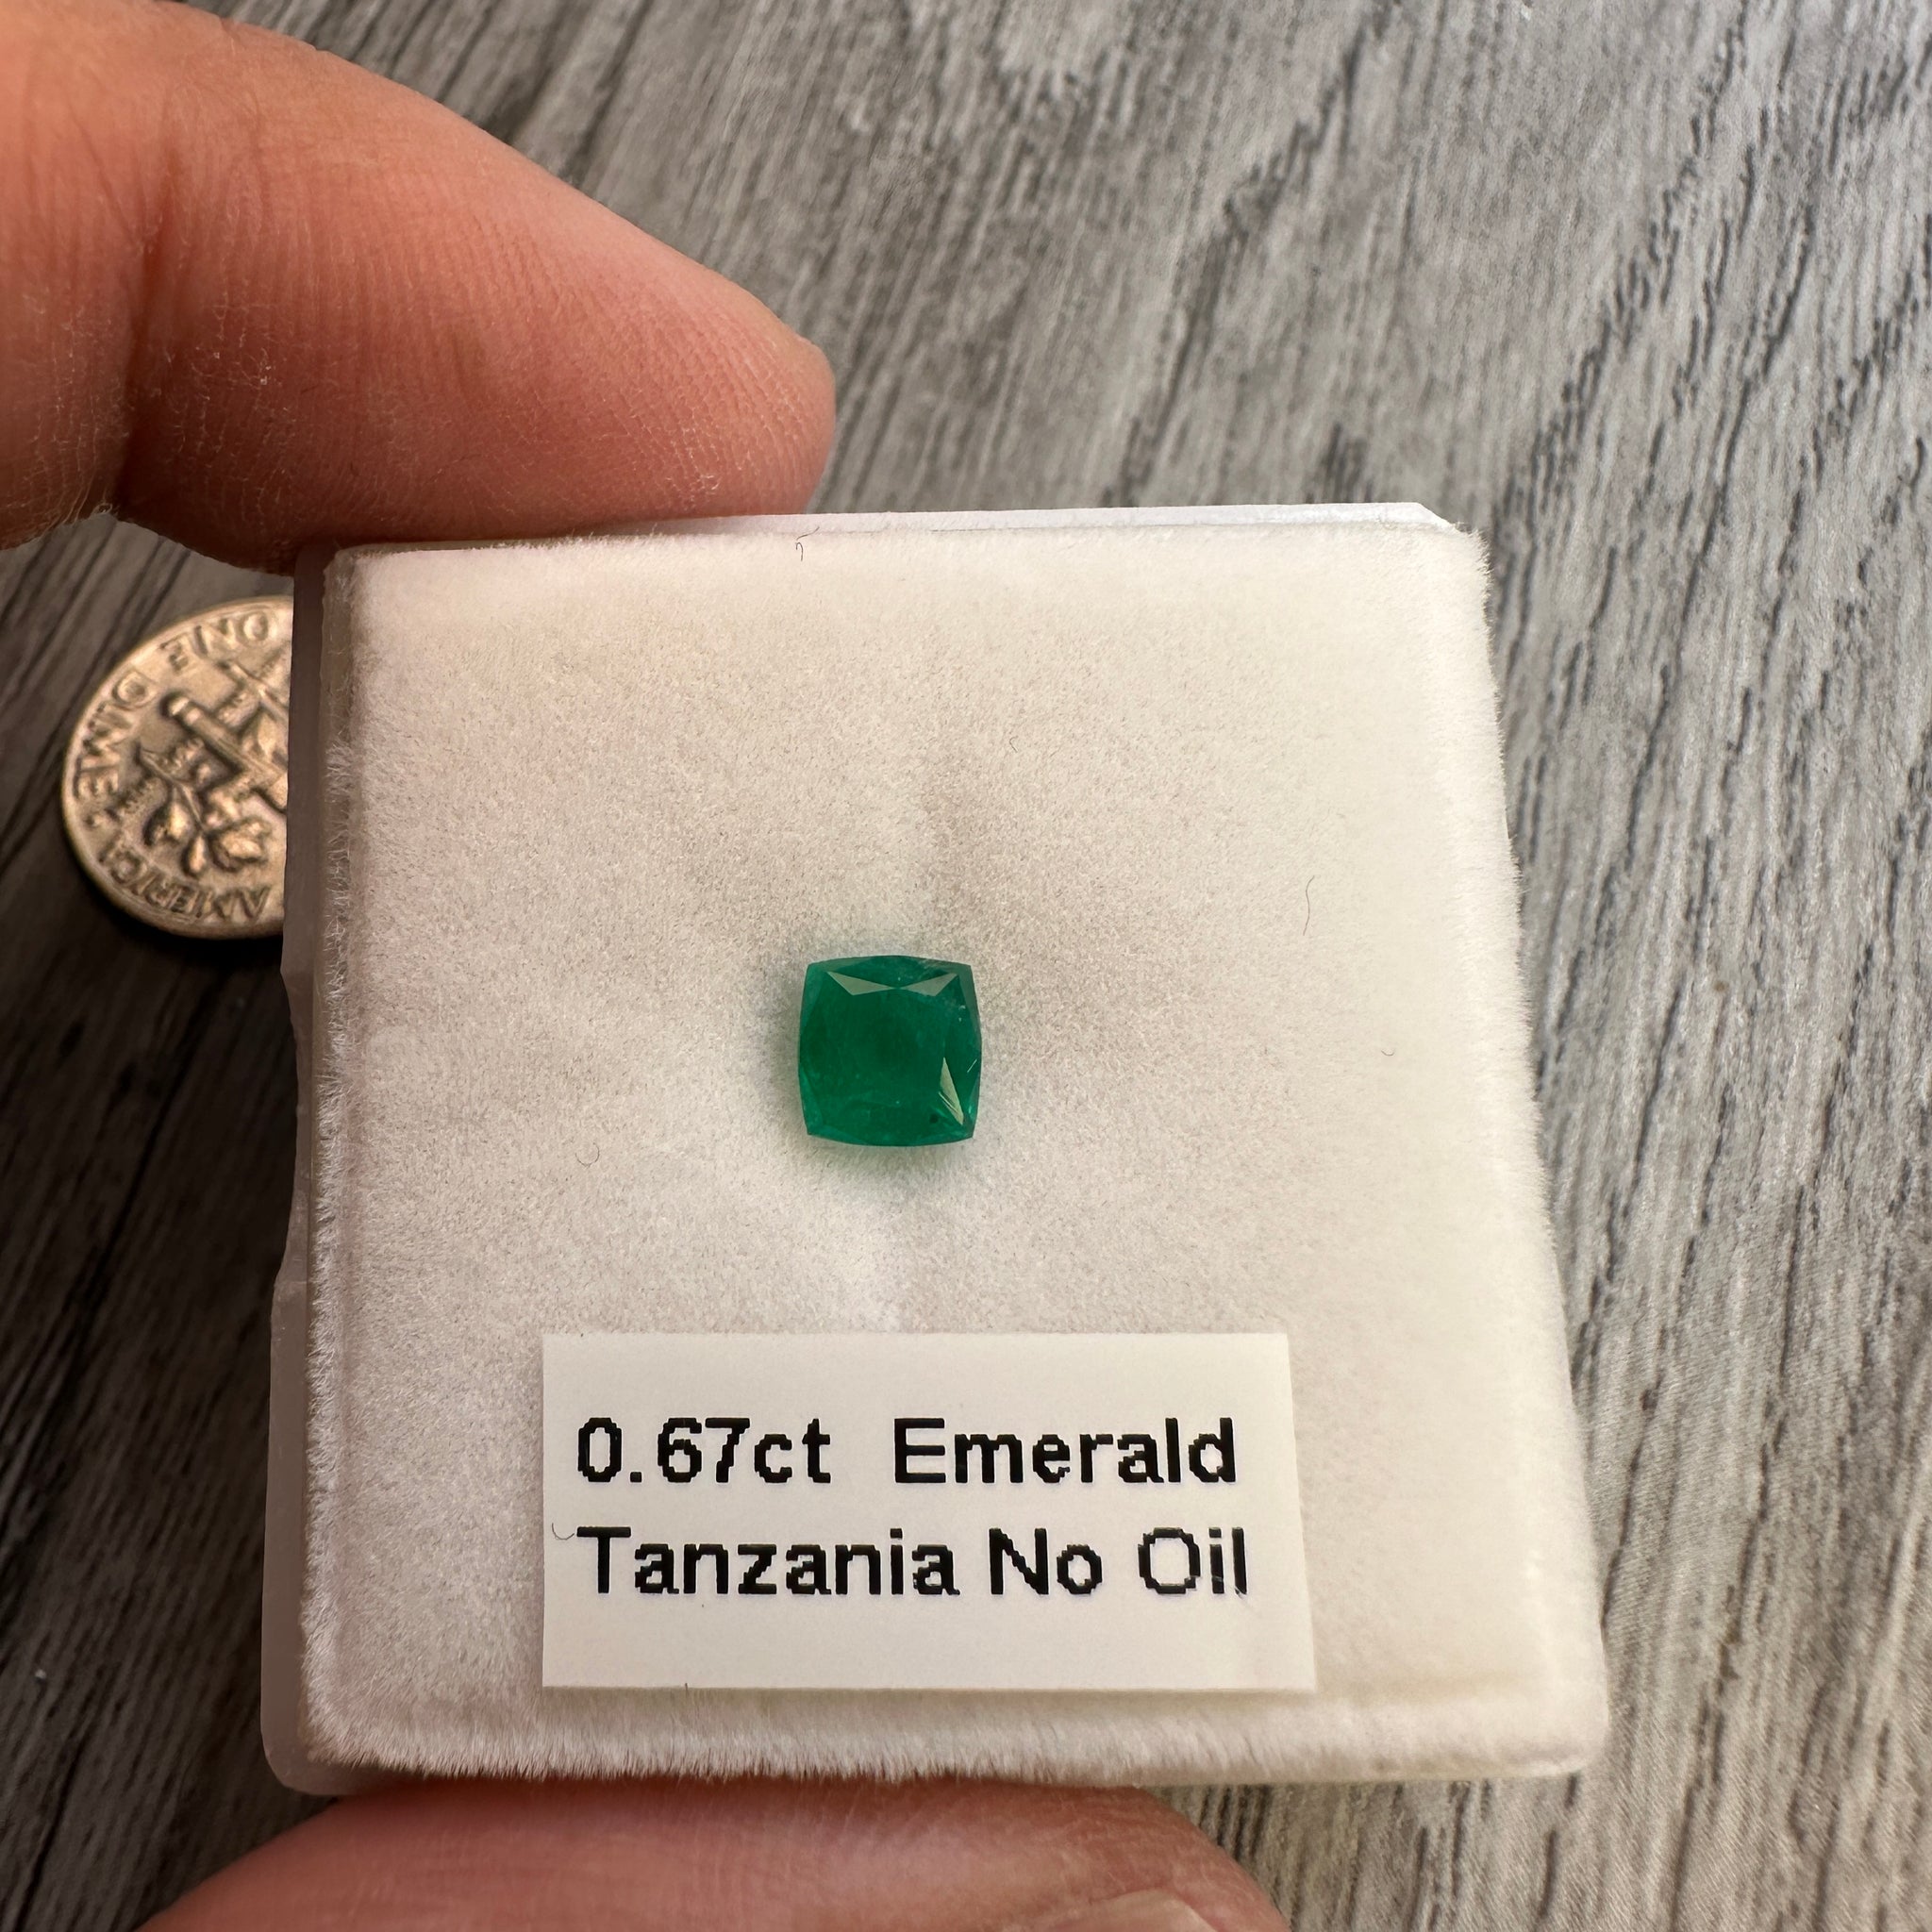 0.67ct Emerald
Tanzania No Oil
ONE DIME
AMERICA